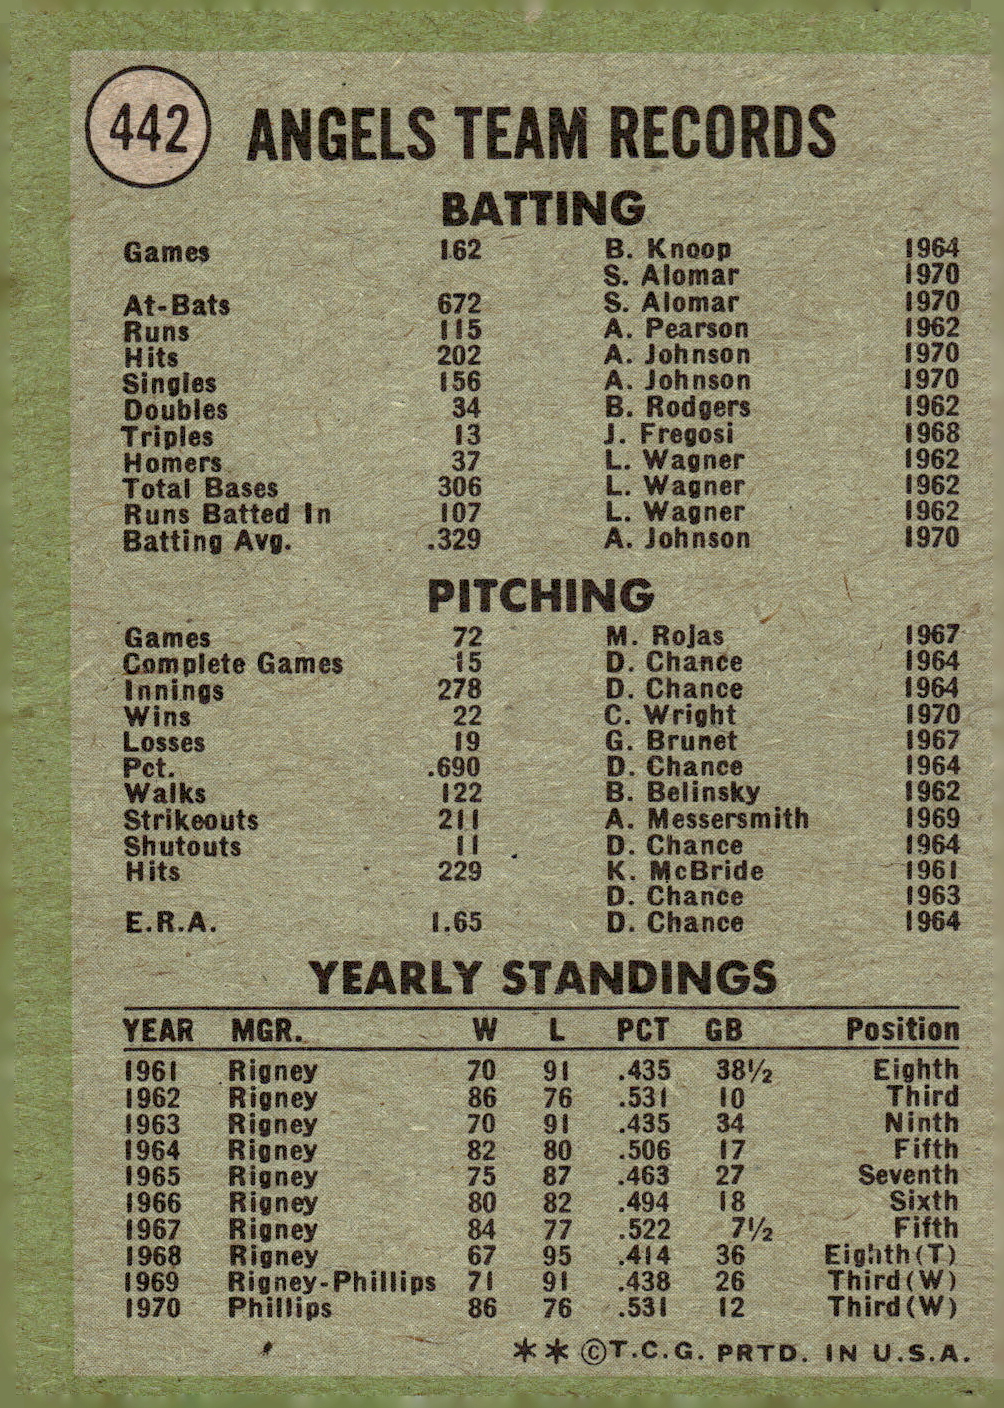 442 ANGELS TEAM RECORDS
BATTING
Games 162 B. Knoop 1964
S. Alomar 1970
At-Bats 672 S. Alomar 1970
Runs 115 A. Pearson 1962
Hits 202 A. Johnson 1970
Singles 156 A. Johnson 1970
Doubles 34 B. Rodgers 1962
Triples 13 J. Fregosi 1968
Homers 37 L. Wagner 1962
Total Bases 306 L. Wagner 1962
Runs Batted In 107 L. Wagner 1962
Batting Avg. .329 A. Johnson 1970
PITCHING
Games 72 M. Rojas 1967
Complete Games 15 D. Chance 1964
Innings 278 D. Chance 1964
Wins 22 C. Wright 1970
Losses 19 G. Brunet 1967
Pct. .690 D. Chance 1964
Walks 122 B. Belinsky 1962
Strikeouts 211 A. Messersmith 1969
Shutouts 11 D. Chance 1964
Hits 229 K. McBride 1961
D. Chance 1963
E.R.A. 1.65 D. Chance 1964
YEARLY STANDINGS
YEAR MGR. W L PCT GB Position
1961 Rigney 70 91 .435 38½ Eighth
1962 Rigney 86 76 .531 10 Third
1963 Rigney 70 91 .435 34 Ninth
1964 Rigney 82 80 .506 17 Fifth
1965 Rigney 75 87 .463 27 Seventh
1966 Rigney 80 82 .494 18 Sixth
1967 Rigney 84 77 .522 7½ Fifth
1968 Rigney 67 95 .414 36 Eighth(T)
1969 Rigney-Phillips 71 91 .438 26 Third(W)
1970 Phillips 86 76 .531 12 Third(W)
** ©T.C.G. PRTD. IN U.S.A.